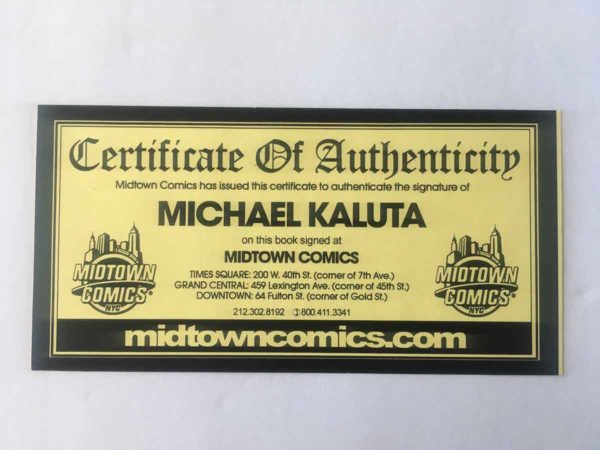 Certificate Of Authenticity
Midtown Comics has issued this certificate to authenticate the signature of
MICHAEL KALUTA
on this book signed at
MIDTOWN COMICS
TIMES SQUARE: 200 W. 40th St. (corner of 7th Ave.)
GRAND CENTRAL: 459 Lexington Ave. (corner of 45th St.)
DOWNTOWN: 64 Fulton St. (corner of Gold St.)
212.302.8192 800.411.3341
MIDTOWN
COMICS®
NYC
MIDTOWN
COMICS®
NYC
midtowncomics.com